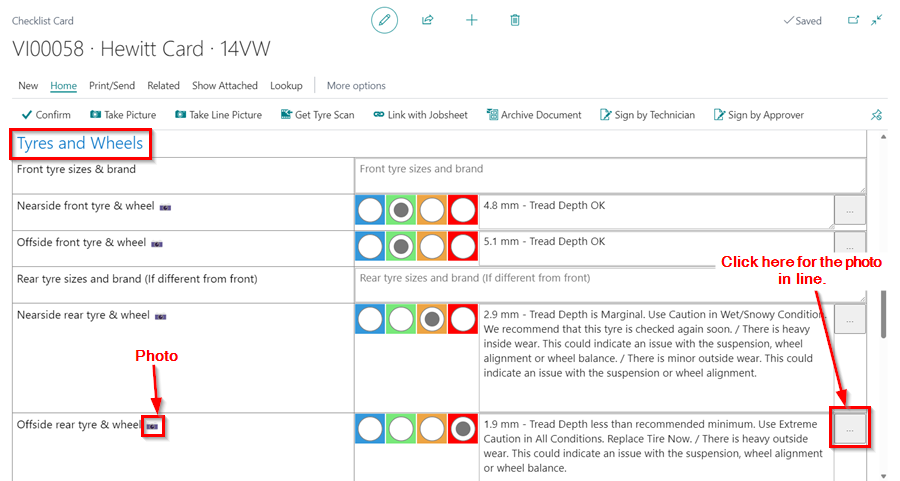 Checklist Card
Saved
VI00058 · Hewitt Card · 14VW
New Home Print/Send Related Show Attached Lookup More options
Confirm Take Picture Take Line Picture Get Tyre Scan Link with Jobsheet Archive Document Sign by Technician Sign by Approver
Tyres and Wheels
Front tyre sizes & brand
Front tyre sizes and brand
Nearside front tyre & wheel
4.8 mm - Tread Depth OK
...
Offside front tyre & wheel
5.1 mm - Tread Depth OK
...
Click here for the photo
in line.
Rear tyre sizes and brand (If different from front)
Rear tyre sizes and brand (If different from front)
Nearside rear tyre & wheel
2.9 mm - Tread Depth is Marginal. Use Caution in Wet/Snowy Condition.
We recommend that this tyre is checked again soon. / There is heavy
inside wear. This could indicate an issue with the suspension, wheel
alignment or wheel balance. / There is minor outside wear. This could
indicate an issue with the suspension or wheel alignment.
...
Photo
Offside rear tyre & wheel
1.9 mm - Tread Depth less than recommended minimum. Use Extreme
Caution in All Conditions. Replace Tire Now. / There is heavy outside
wear. This could indicate an issue with the suspension, wheel alignment
or wheel balance.
...